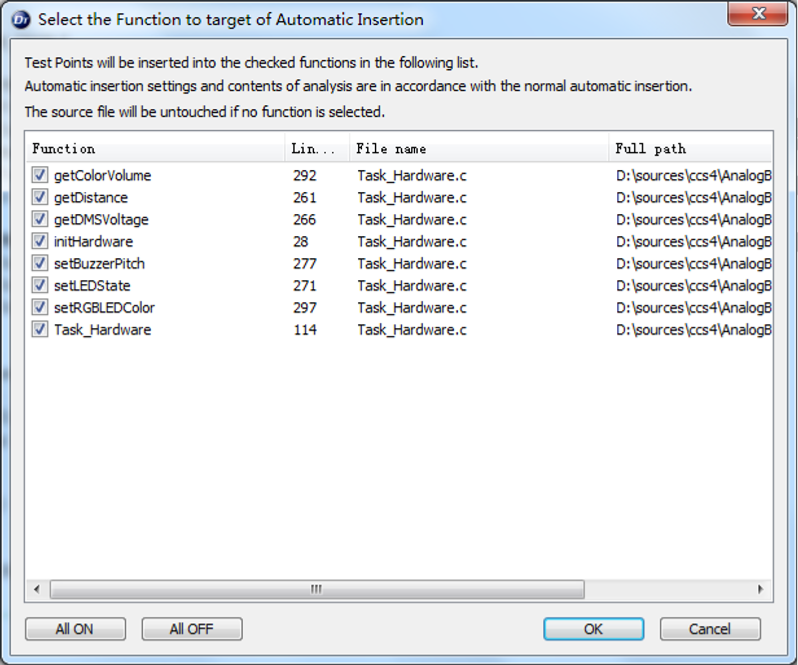 Select the Function to target of Automatic Insertion
Test Points will be inserted into the checked functions in the following list.
Automatic insertion settings and contents of analysis are in accordance with the normal automatic insertion.
The source file will be untouched if no function is selected.
Function Lin... File name Full path
getColorVolume 292 Task_Hardware.c D:\sources\ccs4\AnalogB
getDistance 261 Task_Hardware.c D:\sources\ccs4\AnalogB
getDMSVoltage 266 Task_Hardware.c D:\sources\ccs4\AnalogB
initHardware 28 Task_Hardware.c D:\sources\ccs4\AnalogB
setBuzzerPitch 277 Task_Hardware.c D:\sources\ccs4\AnalogB
setLEDState 271 Task_Hardware.c D:\sources\ccs4\AnalogB
setRGBLEDColor 297 Task_Hardware.c D:\sources\ccs4\AnalogB
Task_Hardware 114 Task_Hardware.c D:\sources\ccs4\AnalogB
All ON All OFF OK Cancel